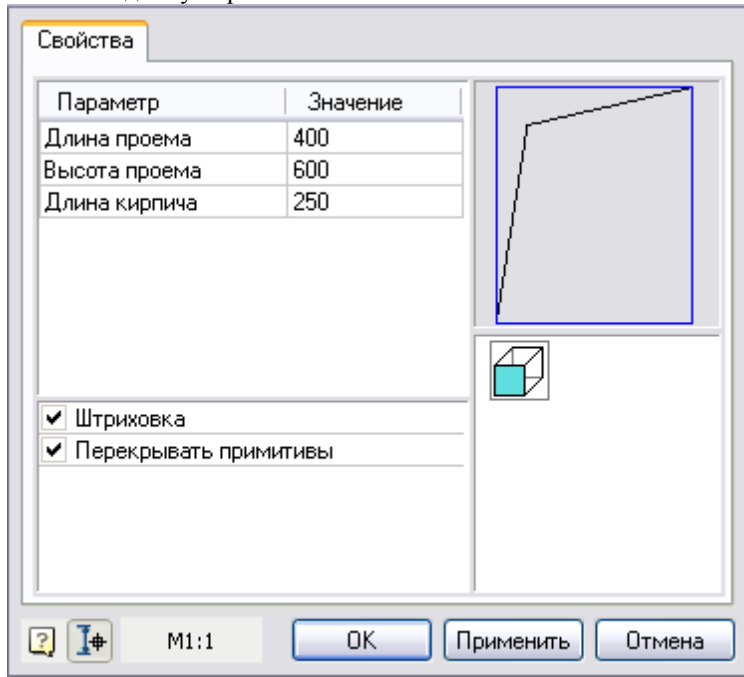 Свойства
Параметр Значение
Длина проема 400
Высота проема 600
Длина кирпича 250
Штриховка
Перекрывать примитивы
М1:1 OK Применить Отмена